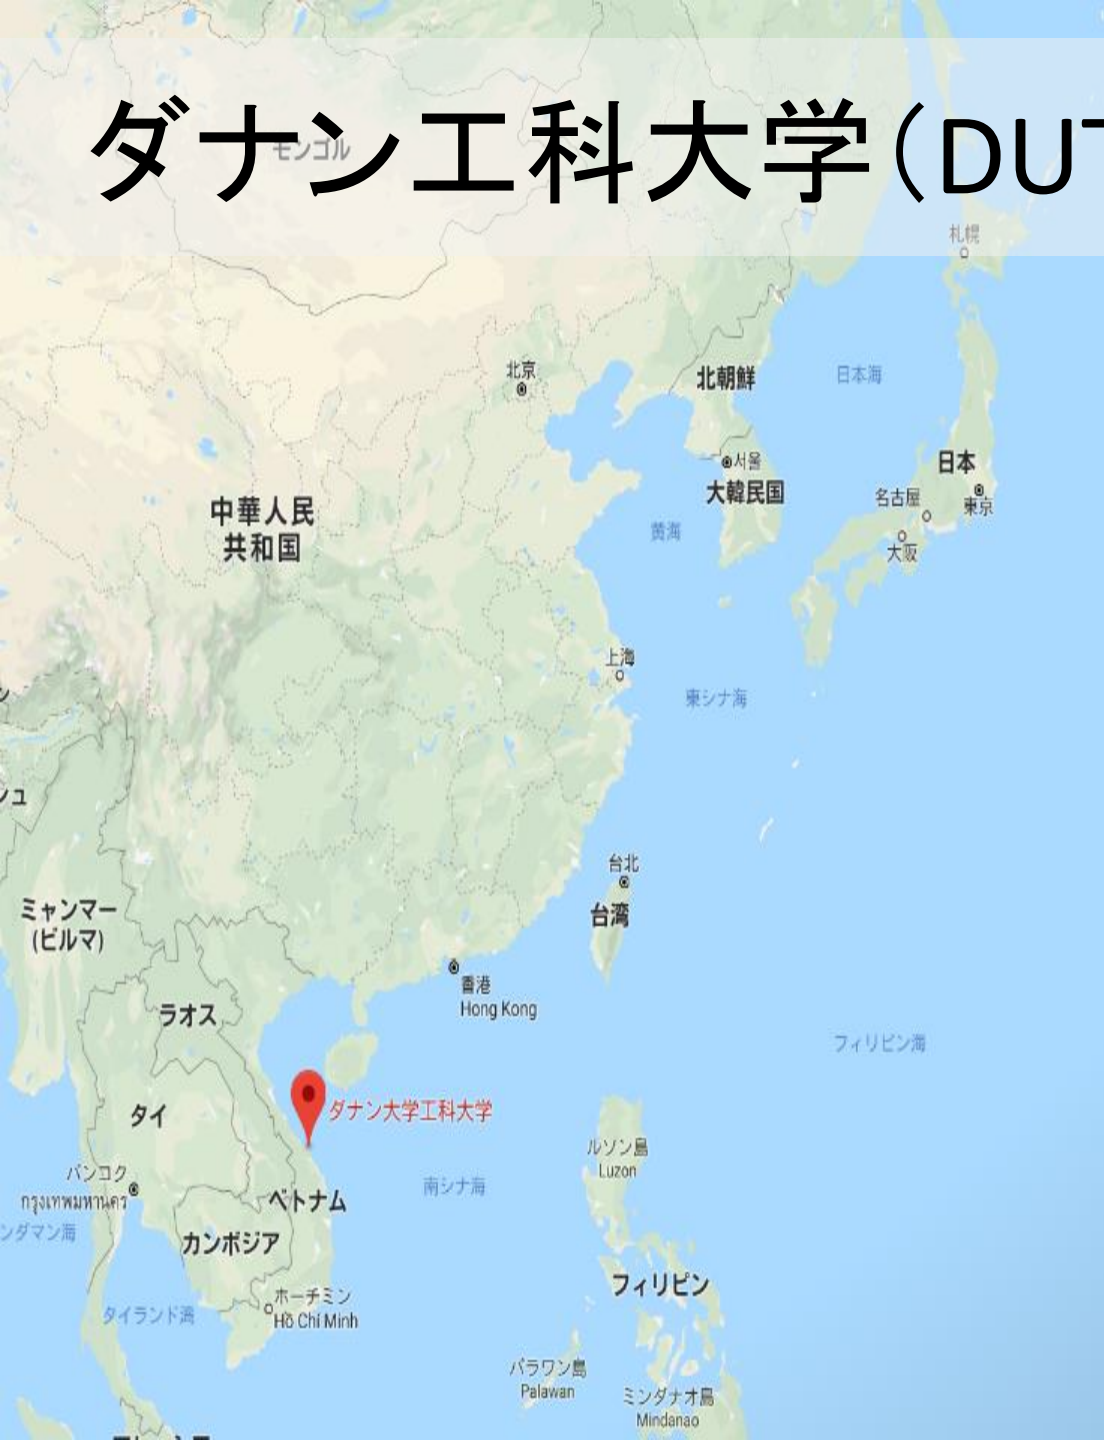 ダナン工科大学（DUT
モンゴル
札幌
北京
北朝鮮
日本海
서울
大韓民国
日本
名古屋
東京
大阪
中華人民
共和国
黄海
上海
東シナ海
ン
シュ
台北
台湾
ミャンマー
(ビルマ)
香港
Hong Kong
ラオス
フィリピン海
ダナン大学工科大学
タイ
ルソン島
Luzon
バンコク
กรุงเทพมหานคร
南シナ海
ベトナム
ンダマン海
カンボジア
フィリピン
ホーチミン
Hồ Chí Minh
タイランド湾
パラワン島
Palawan
ミンダナオ島
Mindanao